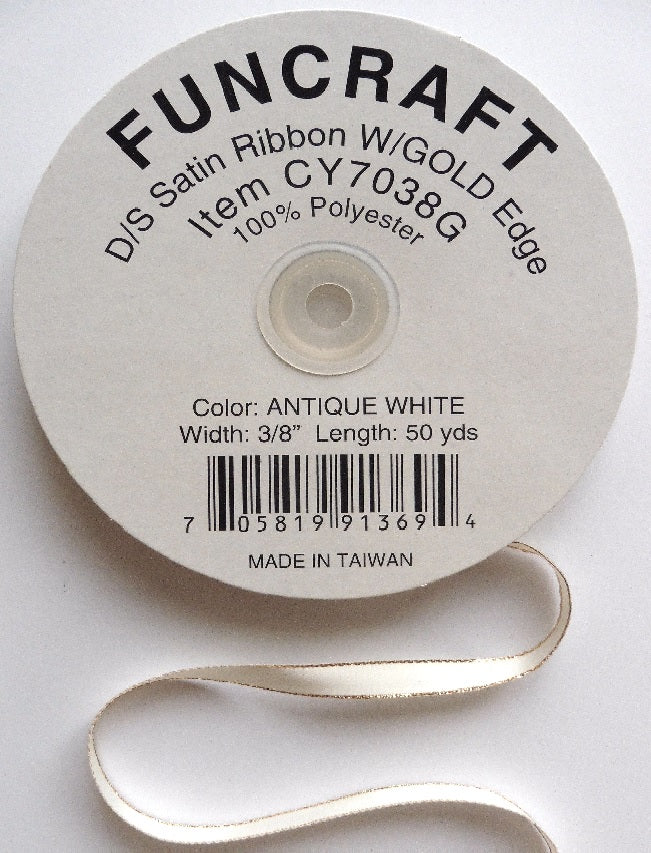 FUNCRAFT
D/S Satin Ribbon W/GOLD Edge
Item CY7038G
100% Polyester
Color: ANTIQUE WHITE
Width: 3/8” Length: 50 yds
7 05819 91369 4
MADE IN TAIWAN